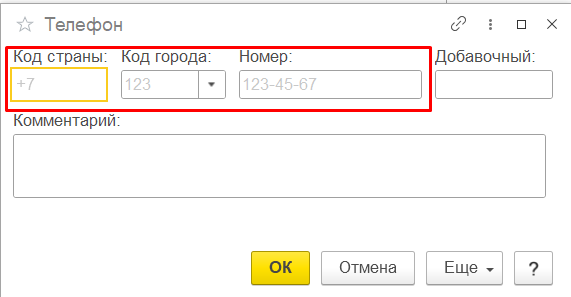 Телефон
Код страны: Код города: Номер: Добавочный:
+7 123 123-45-67
Комментарий:
ОК Отмена Еще ?